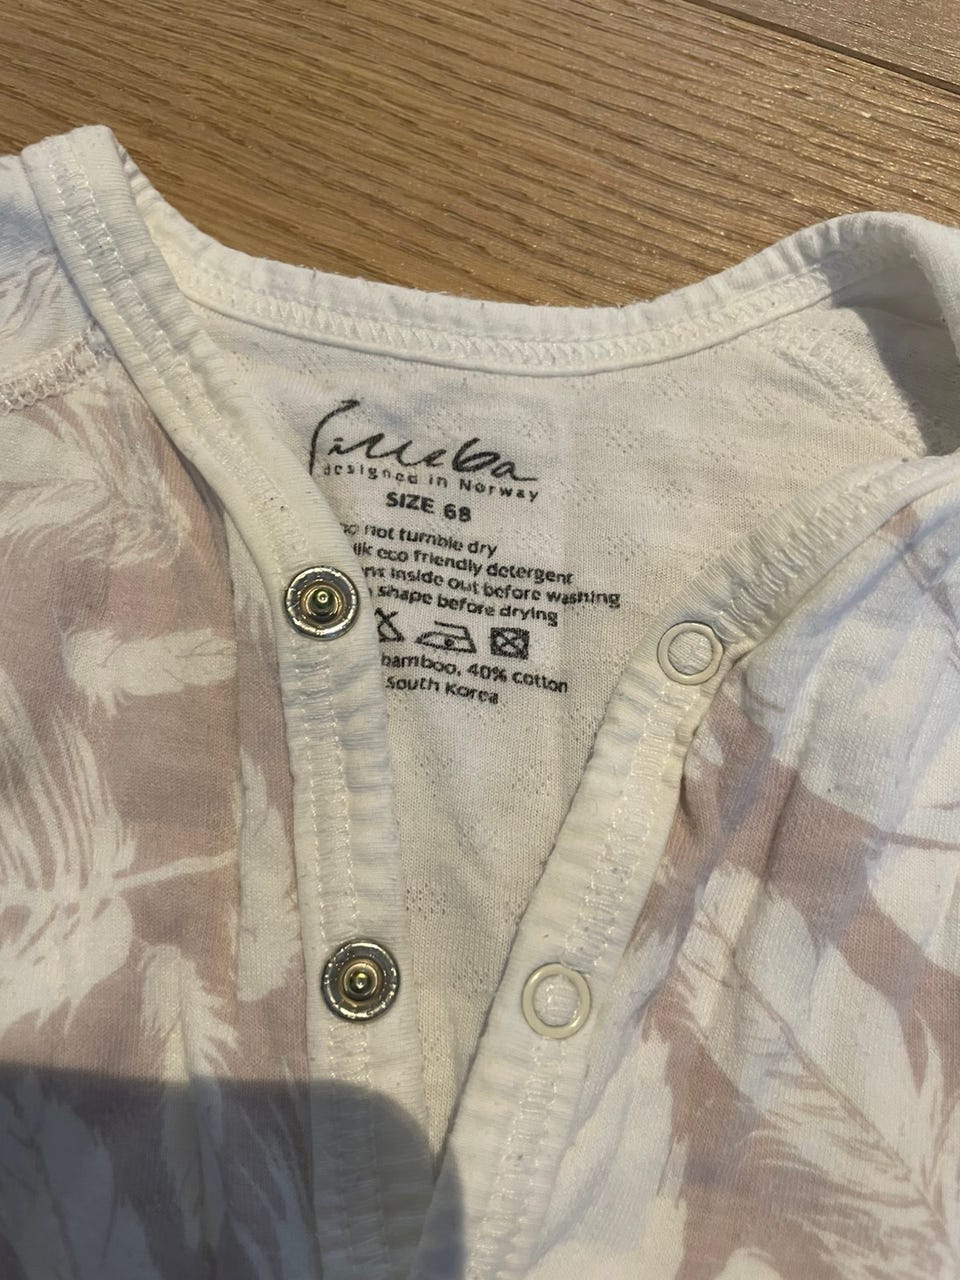 designed in Norway
SIZE 68
not tumble dry
eco friendly detergent
inside out before washing
shape before drying
bamboo, 40% cotton
South Korea